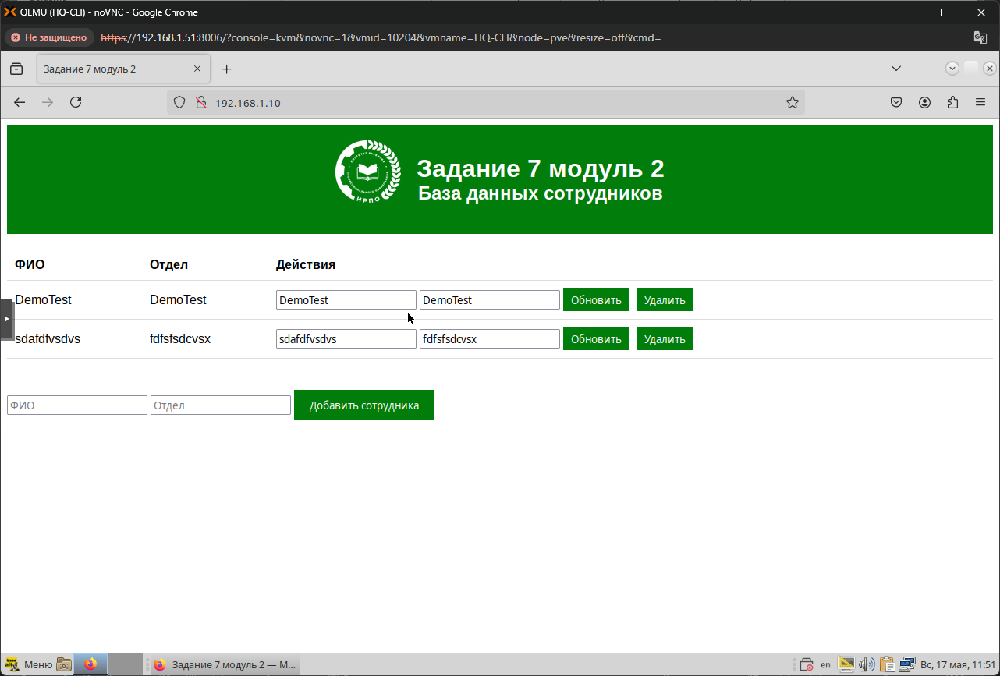 QEMU (HQ-CLI) - noVNC - Google Chrome
Не защищено https://192.168.1.51:8006/?console=kvm&novnc=1&vmid=10204&vmname=HQ-CLI&node=pve&resize=off&cmd=
Задание 7 модуль 2
192.168.1.10
Задание 7 модуль 2
База данных сотрудников
ИРПО
ФИО Отдел Действия
DemoTest DemoTest DemoTest DemoTest Обновить Удалить
sdafdfvsdvs fdfsfsdcvsx sdafdfvsdvs fdfsfsdcvsx Обновить Удалить
ФИО Отдел Добавить сотрудника
Меню Задание 7 модуль 2 — M... en Вс, 17 мая, 11:51